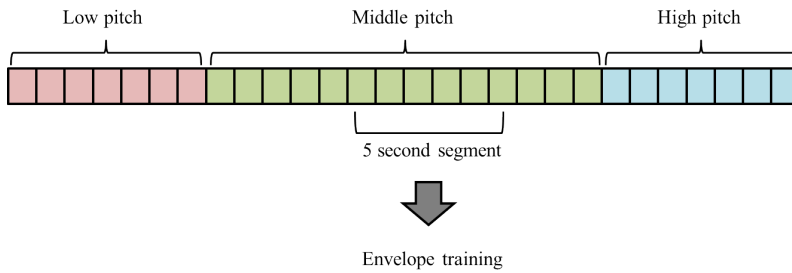 Low pitch
Middle pitch
High pitch
5 second segment
Envelope training